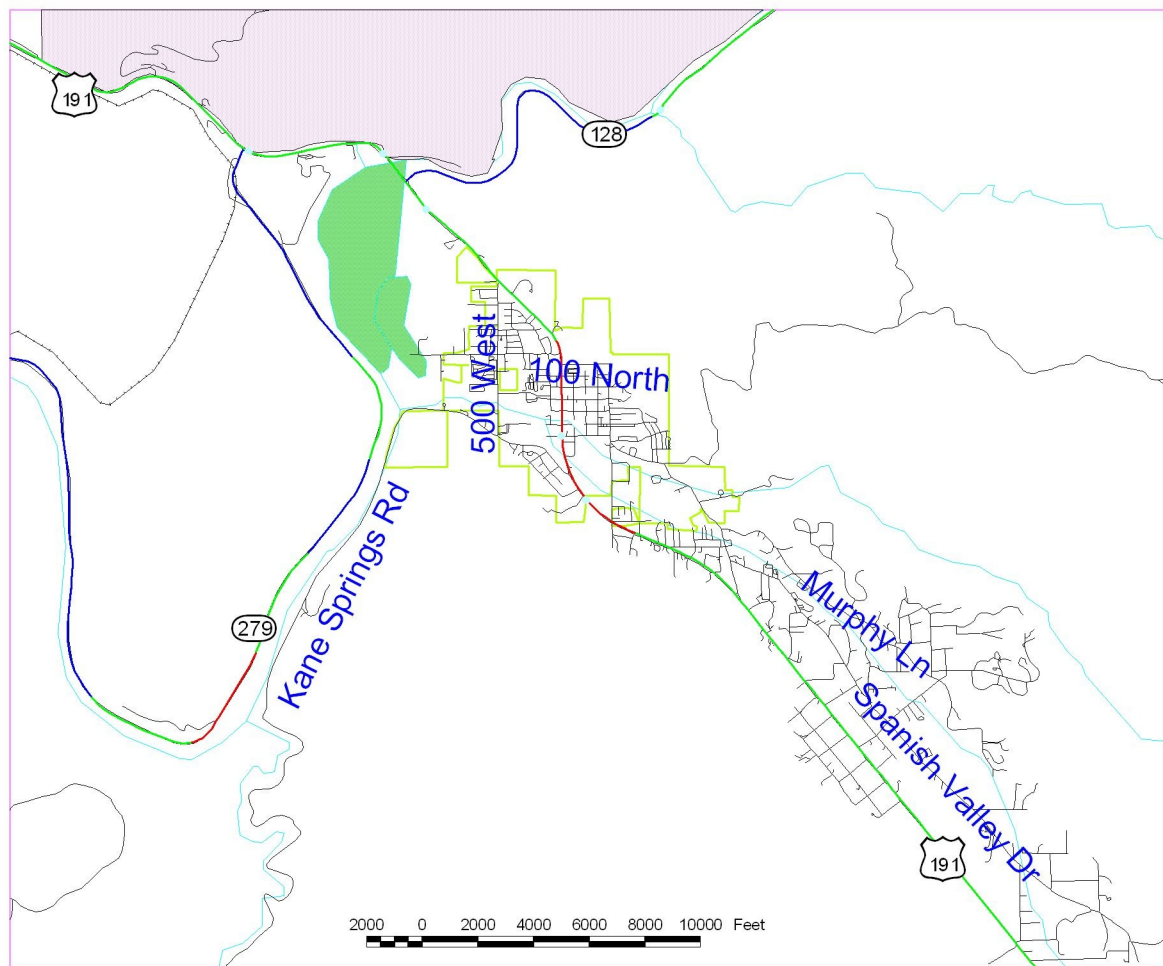 191
128
500 West
100 North
Kane Springs Rd
279
Murphy Ln
Spanish Valley Dr
191
2000 0 2000 4000 6000 8000 10000 Feet